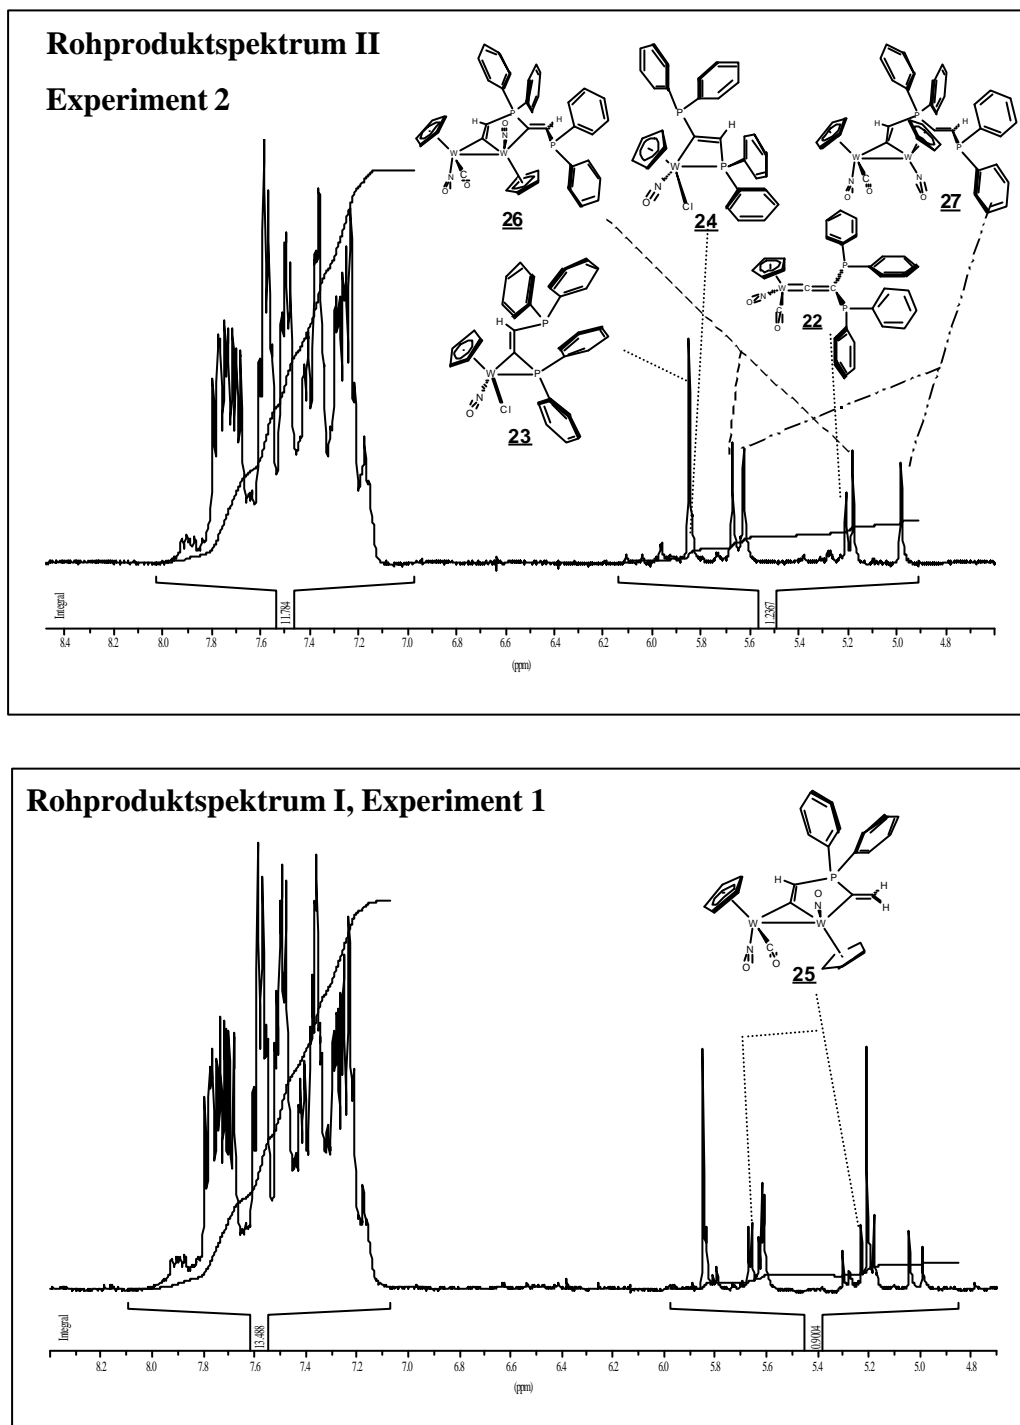 Rohproduktspektrum II
Experiment 2
26
24
27
22
23
Integral
11.784
1.2367
8.4 8.2 8.0 7.8 7.6 7.4 7.2 7.0 6.8 6.6 6.4 6.2 6.0 5.8 5.6 5.4 5.2 5.0 4.8
(ppm)
Rohproduktspektrum I, Experiment 1
25
Integral
13.488
0.9004
8.2 8.0 7.8 7.6 7.4 7.2 7.0 6.8 6.6 6.4 6.2 6.0 5.8 5.6 5.4 5.2 5.0 4.8
(ppm)